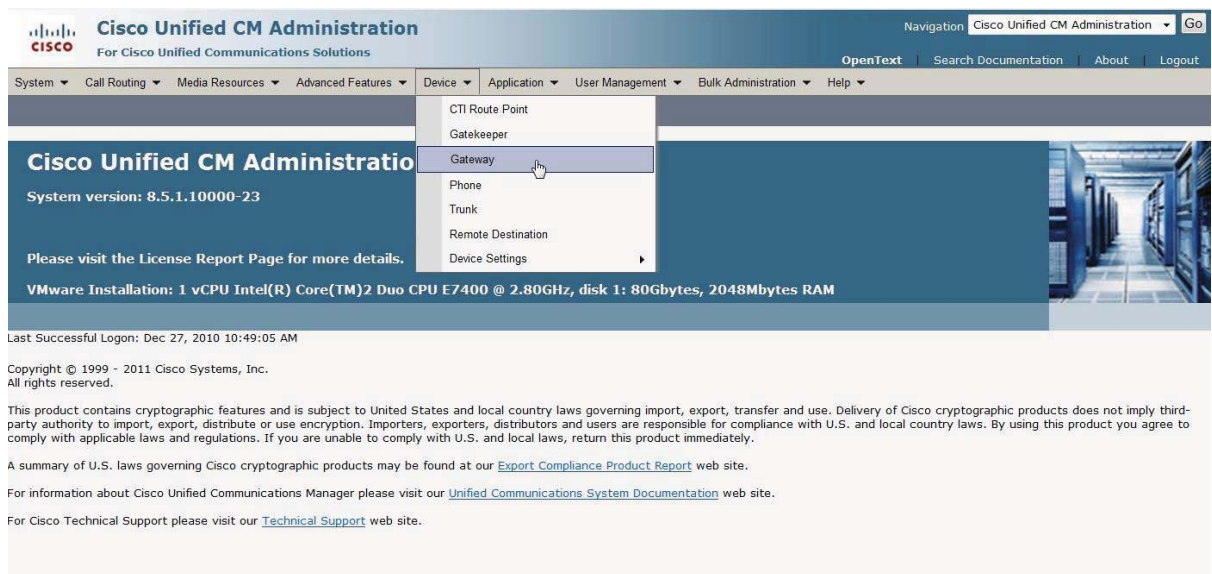 CISCO
Cisco Unified CM Administration
For Cisco Unified Communications Solutions
Navigation Cisco Unified CM Administration Go
OpenText Search Documentation About Logout
System Call Routing Media Resources Advanced Features Device Application User Management Bulk Administration Help
CTI Route Point
Gatekeeper
Gateway
Phone
Trunk
Remote Destination
Device Settings
Cisco Unified CM Administratio
System version: 8.5.1.10000-23
Please visit the License Report Page for more details.
VMware Installation: 1 vCPU Intel(R) Core(TM)2 Duo CPU E7400 @ 2.80GHz, disk 1: 80Gbytes, 2048Mbytes RAM
Last Successful Logon: Dec 27, 2010 10:49:05 AM
Copyright © 1999 - 2011 Cisco Systems, Inc.
All rights reserved.
This product contains cryptographic features and is subject to United States and local country laws governing import, export, transfer and use. Delivery of Cisco cryptographic products does not imply third-
party authority to import, export, distribute or use encryption. Importers, exporters, distributors and users are responsible for compliance with U.S. and local country laws. By using this product you agree to
comply with applicable laws and regulations. If you are unable to comply with U.S. and local laws, return this product immediately.
A summary of U.S. laws governing Cisco cryptographic products may be found at our Export Compliance Product Report web site.
For information about Cisco Unified Communications Manager please visit our Unified Communications System Documentation web site.
For Cisco Technical Support please visit our Technical Support web site.